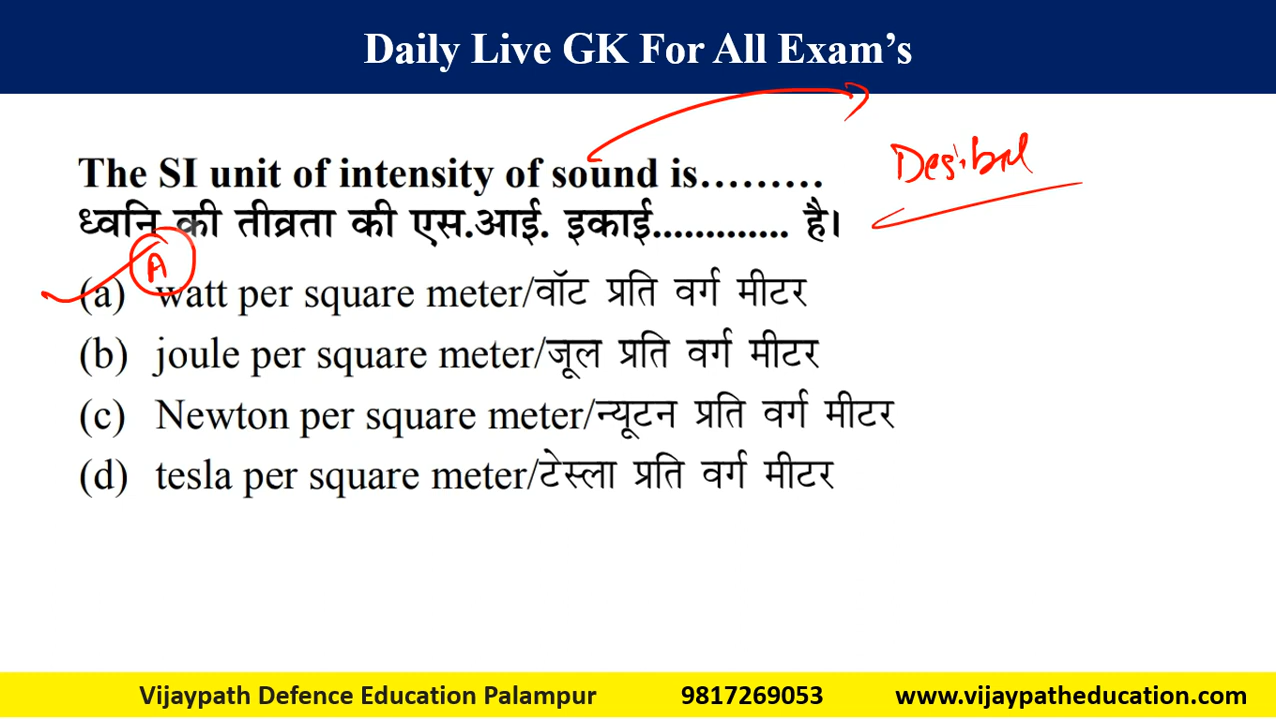 Daily Live GK For All Exam's
The SI unit of intensity of sound is.........
Desibal
ध्वनि की तीव्रता की एस.आई. इकाई............. है।
A
(a) watt per square meter/वॉट प्रति वर्ग मीटर
(b) joule per square meter/जूल प्रति वर्ग मीटर
(c) Newton per square meter/न्यूटन प्रति वर्ग मीटर
(d) tesla per square meter/टेस्ला प्रति वर्ग मीटर
Vijaypath Defence Education Palampur 9817269053 www.vijaypatheducation.com